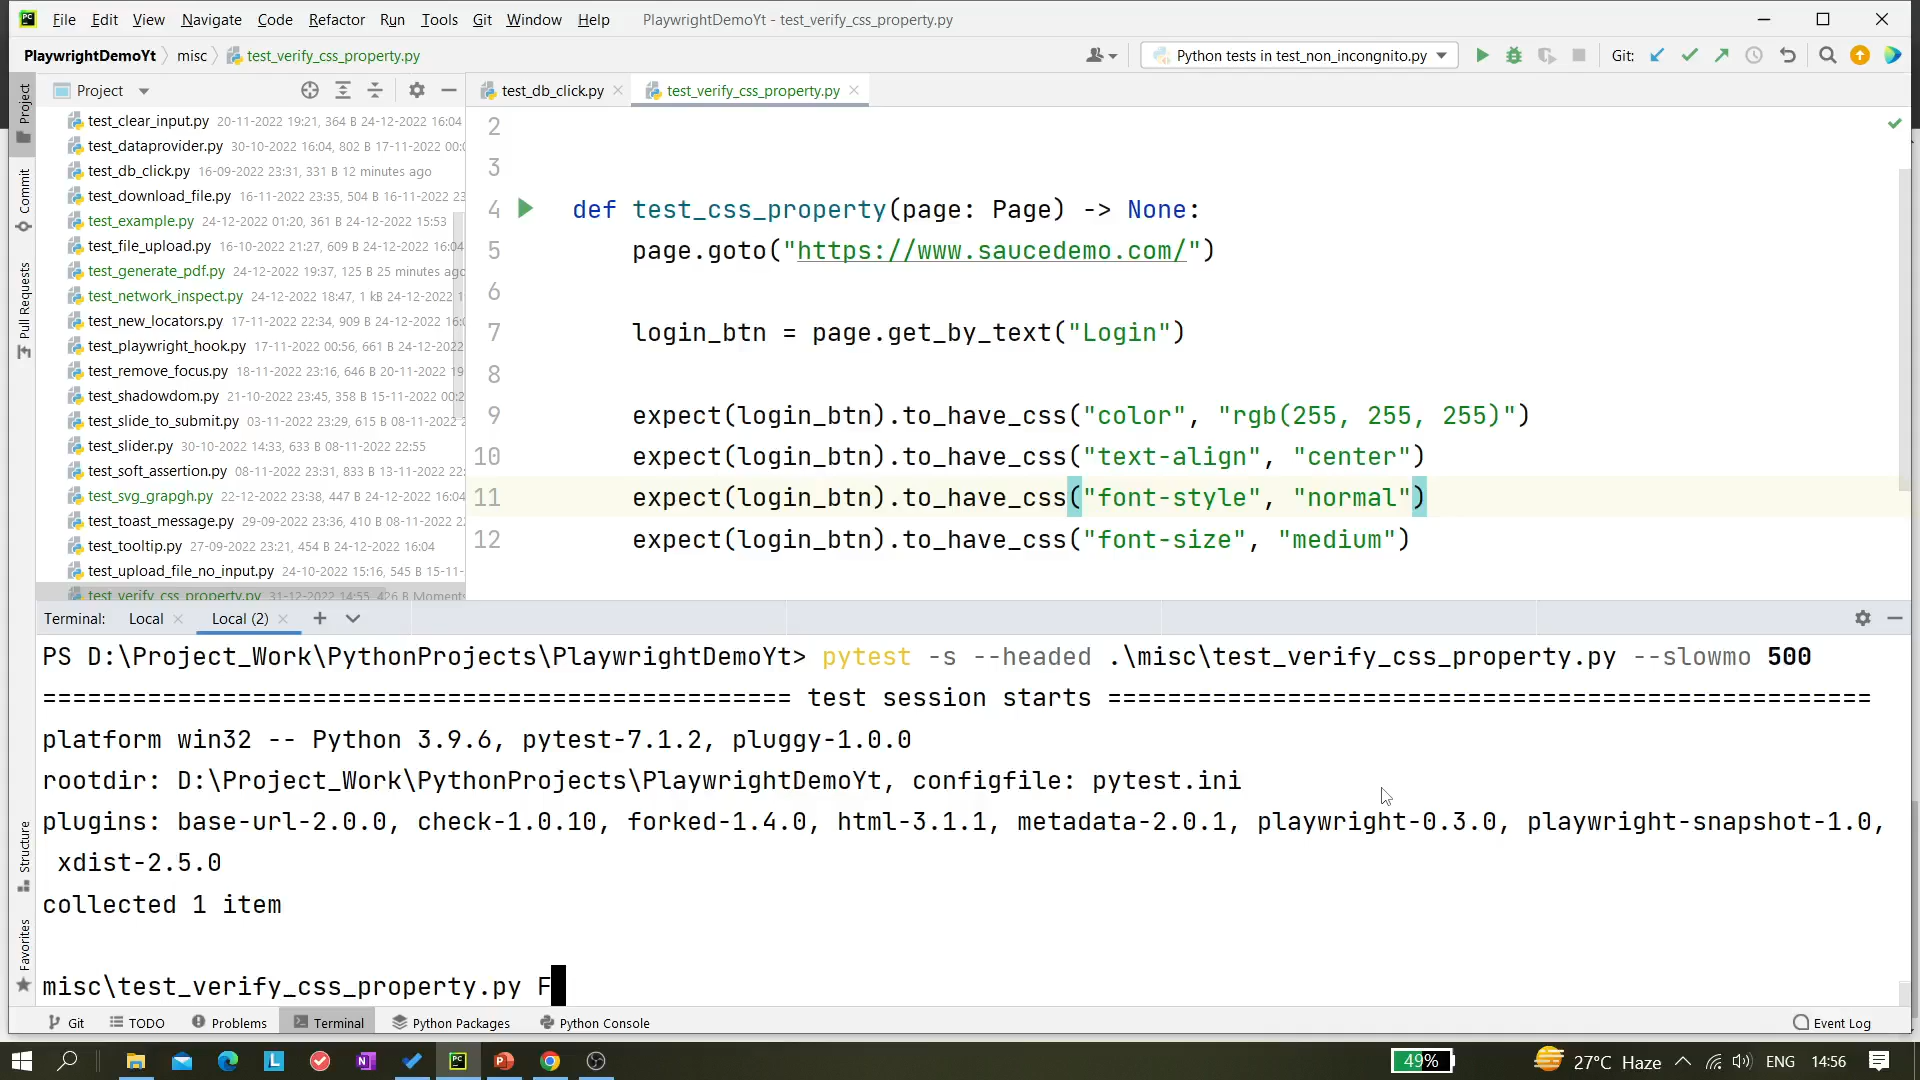 File Edit View Navigate Code Refactor Run Tools Git Window Help PlaywrightDemoYt - test_verify_css_property.py
PlaywrightDemoYt misc test_verify_css_property.py Python tests in test_non_incongnito.py Git:
Project
test_db_click.py
test_verify_css_property.py
Project
Commit
Pull Requests
Structure
Favorites
test_clear_input.py 20-11-2022 19:21, 364 B 24-12-2022 16:04
test_dataprovider.py 30-10-2022 16:04, 802 B 17-11-2022 00:
test_db_click.py 16-09-2022 23:31, 331 B 12 minutes ago
test_download_file.py 16-11-2022 23:35, 504 B 16-11-2022 23
test_example.py 24-12-2022 01:20, 361 B 24-12-2022 15:53
test_file_upload.py 16-10-2022 21:27, 609 B 24-12-2022 16:04
test_generate_pdf.py 24-12-2022 19:37, 125 B 25 minutes ago
test_network_inspect.py 24-12-2022 18:47, 1 kB 24-12-2022 1
test_new_locators.py 17-11-2022 22:34, 909 B 24-12-2022 16:
test_playwright_hook.py 17-11-2022 00:56, 661 B 24-12-2022
test_remove_focus.py 18-11-2022 23:16, 646 B 20-11-2022 19
test_shadowdom.py 21-10-2022 23:45, 358 B 15-11-2022 00:2
test_slide_to_submit.py 03-11-2022 23:29, 615 B 08-11-2022 2
test_slider.py 30-10-2022 14:33, 633 B 08-11-2022 22:55
test_soft_assertion.py 08-11-2022 23:31, 833 B 13-11-2022 22:
test_svg_grapgh.py 22-12-2022 23:38, 447 B 24-12-2022 16:04
test_toast_message.py 29-09-2022 23:36, 410 B 08-11-2022 2
test_tooltip.py 27-09-2022 23:21, 454 B 24-12-2022 16:04
test_upload_file_no_input.py 24-10-2022 15:16, 545 B 15-11-
test_verify_css_property.py 31-12-2022 14:55, 426 B Moments
2
3
4 def test_css_property(page: Page) -> None:
5 page.goto("https://www.saucedemo.com/")
6
7 login_btn = page.get_by_text("Login")
8
9 expect(login_btn).to_have_css("color", "rgb(255, 255, 255)")
10 expect(login_btn).to_have_css("text-align", "center")
11 expect(login_btn).to_have_css("font-style", "normal")
12 expect(login_btn).to_have_css("font-size", "medium")
Terminal: Local Local (2)
PS D:\Project_Work\PythonProjects\PlaywrightDemoYt> pytest -s --headed .\misc\test_verify_css_property.py --slowmo 500
================================================== test session starts ===================================================
platform win32 -- Python 3.9.6, pytest-7.1.2, pluggy-1.0.0
rootdir: D:\Project_Work\PythonProjects\PlaywrightDemoYt, configfile: pytest.ini
plugins: base-url-2.0.0, check-1.0.10, forked-1.4.0, html-3.1.1, metadata-2.0.1, playwright-0.3.0, playwright-snapshot-1.0,
xdist-2.5.0
collected 1 item
misc\test_verify_css_property.py F
Git TODO Problems Terminal Python Packages Python Console Event Log
49% 27°C Haze ENG 14:56